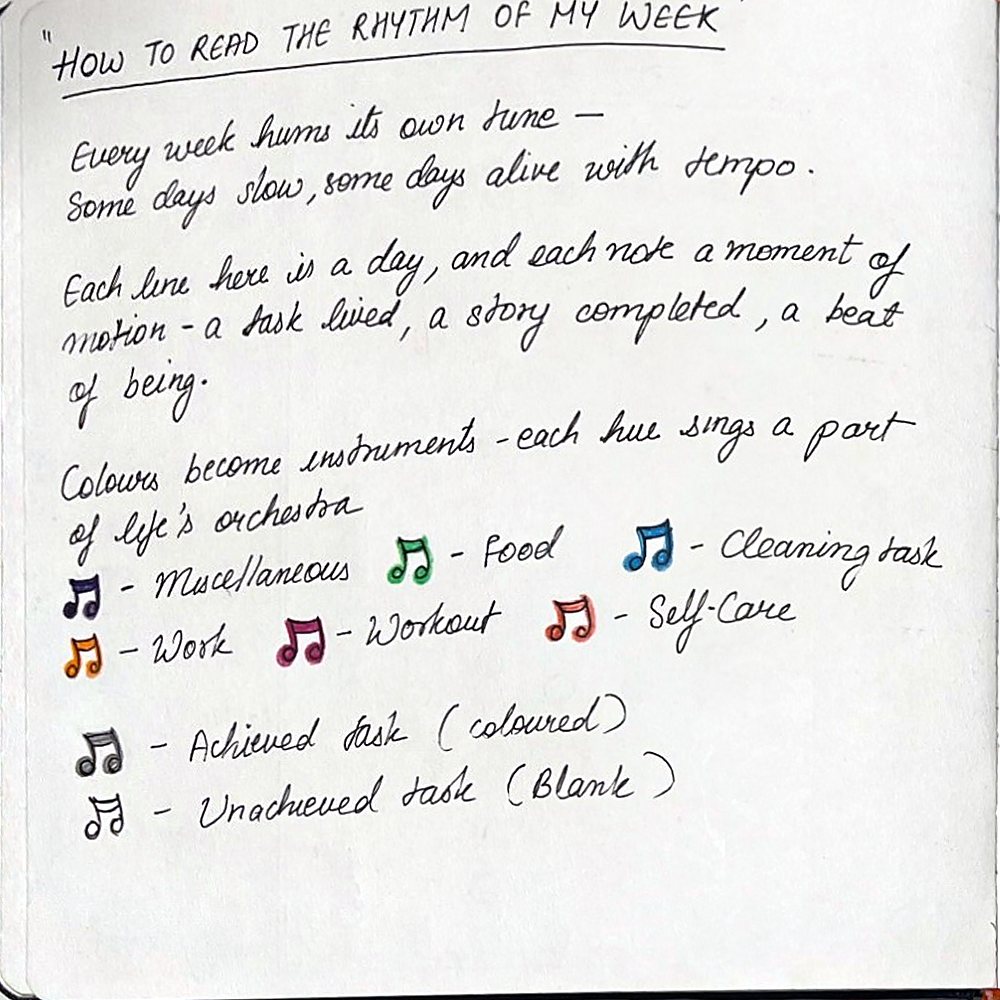 "HOW TO READ THE RHYTHM OF MY WEEK
Every week hums its own tune —
Some days slow, some days alive with tempo.
Each line here is a day, and each note a moment of
motion - a task lived, a story completed, a beat
of being.
Colours become instruments - each hue sings a part
of life's orchestra
- Miscellaneous - Food - Cleaning task
- Work - Workout - Self-Care
- Achieved task (coloured)
- Unachieved task (Blank)